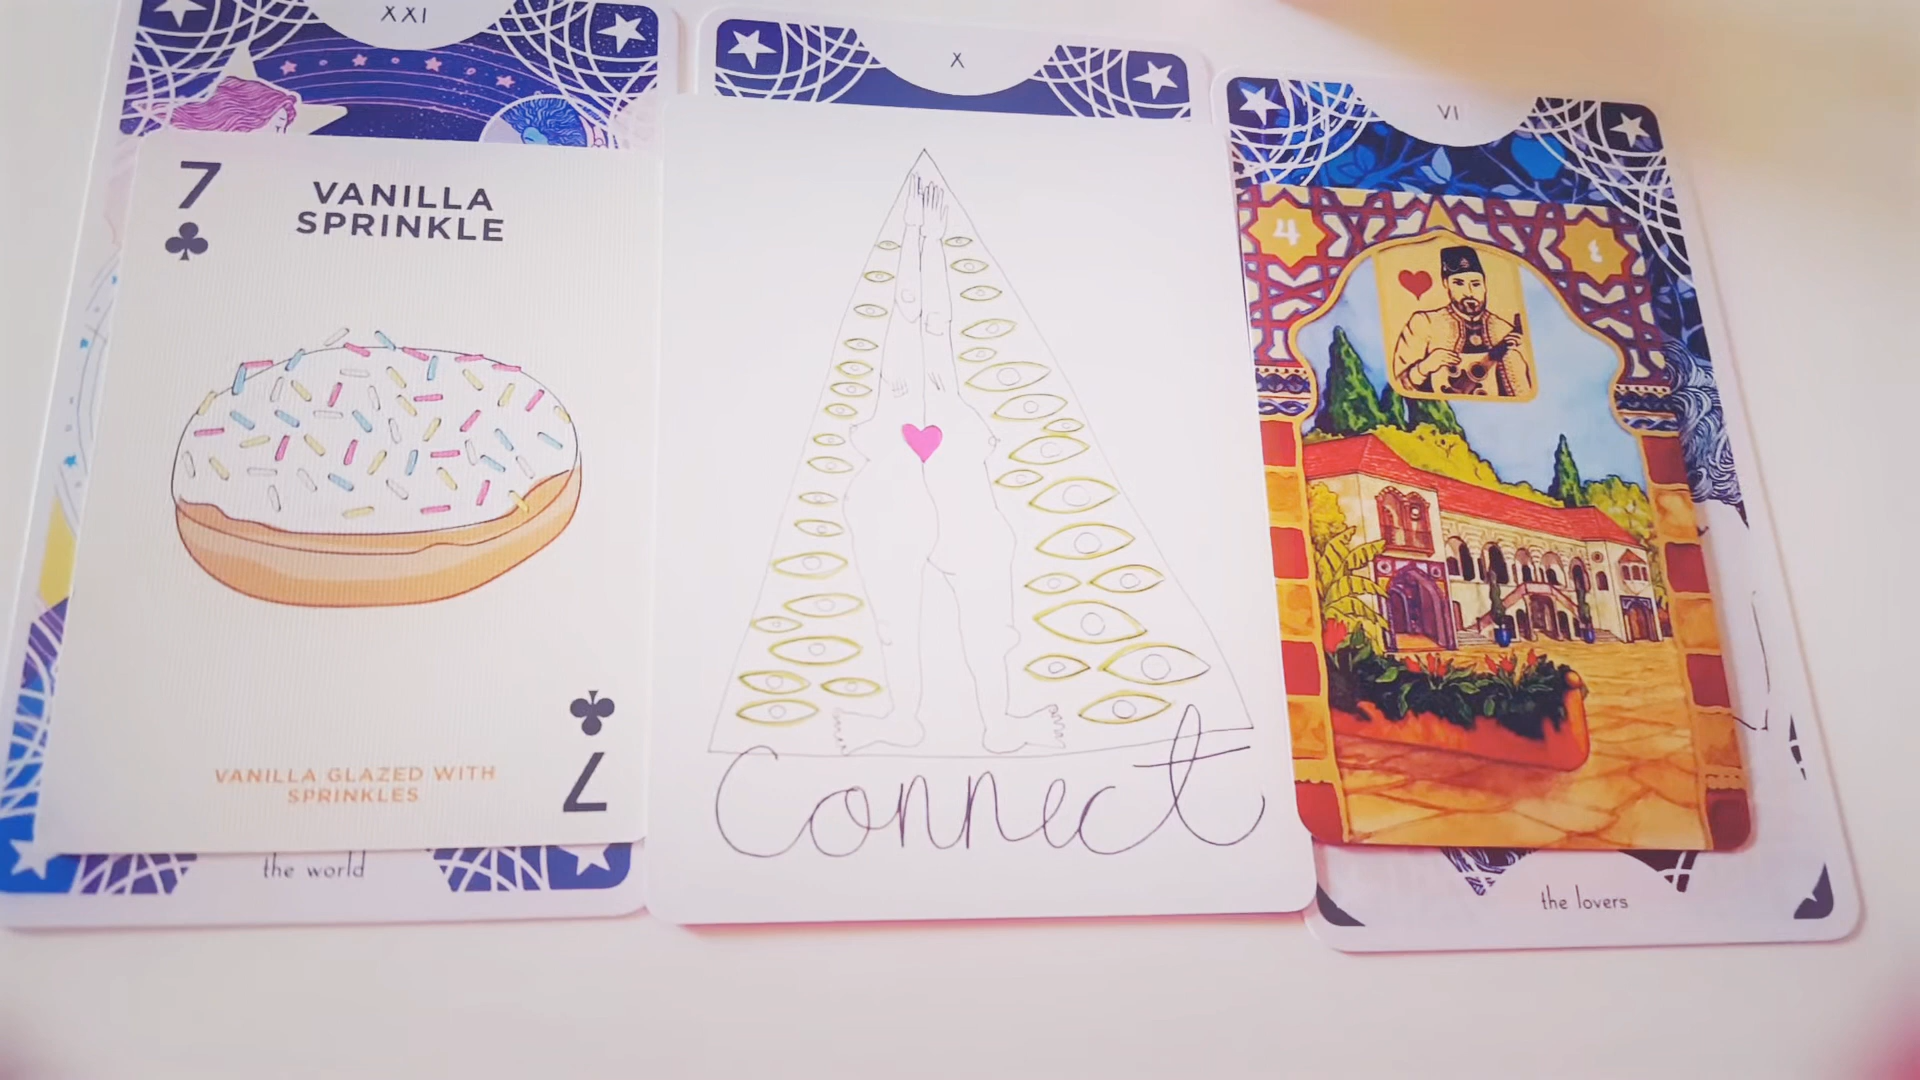 XXI
7
VANILLA
SPRINKLE
VANILLA GLAZED WITH
SPRINKLES
7
the world
X
Connect
VI
4
the lovers